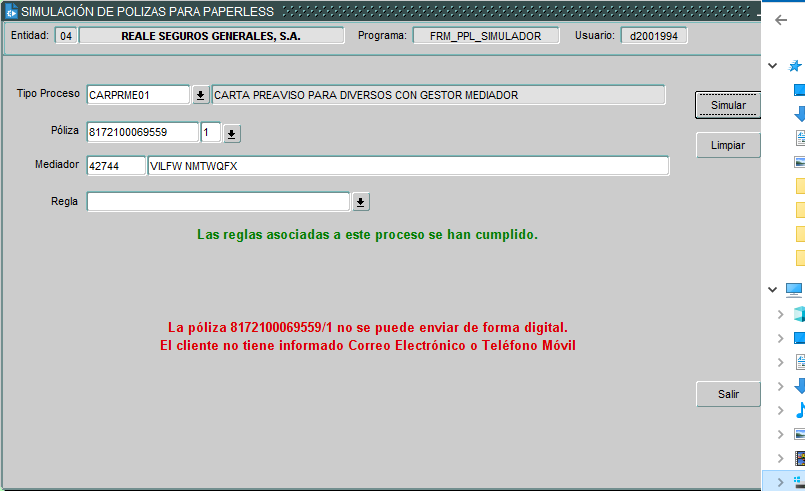 SIMULACIÓN DE POLIZAS PARA PAPERLESS
Entidad: 04 REALE SEGUROS GENERALES, S.A. Programa: FRM_PPL_SIMULADOR Usuario: d2001994
Tipo Proceso CARPRME01 CARTA PREAVISO PARA DIVERSOS CON GESTOR MEDIADOR
Simular
Póliza 8172100069559 1
Limpiar
Mediador 42744 VILFW NMTWQFX
Regla
Las reglas asociadas a este proceso se han cumplido.
La póliza 8172100069559/1 no se puede enviar de forma digital.
El cliente no tiene informado Correo Electrónico o Teléfono Móvil
Salir